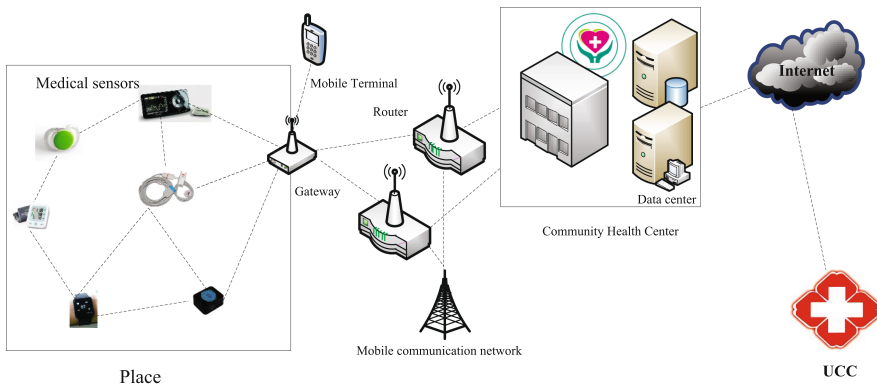 Medical sensors
Mobile Terminal
Router
Gateway
Data center
Community Health Center
Internet
Mobile communication network
UCC
Place